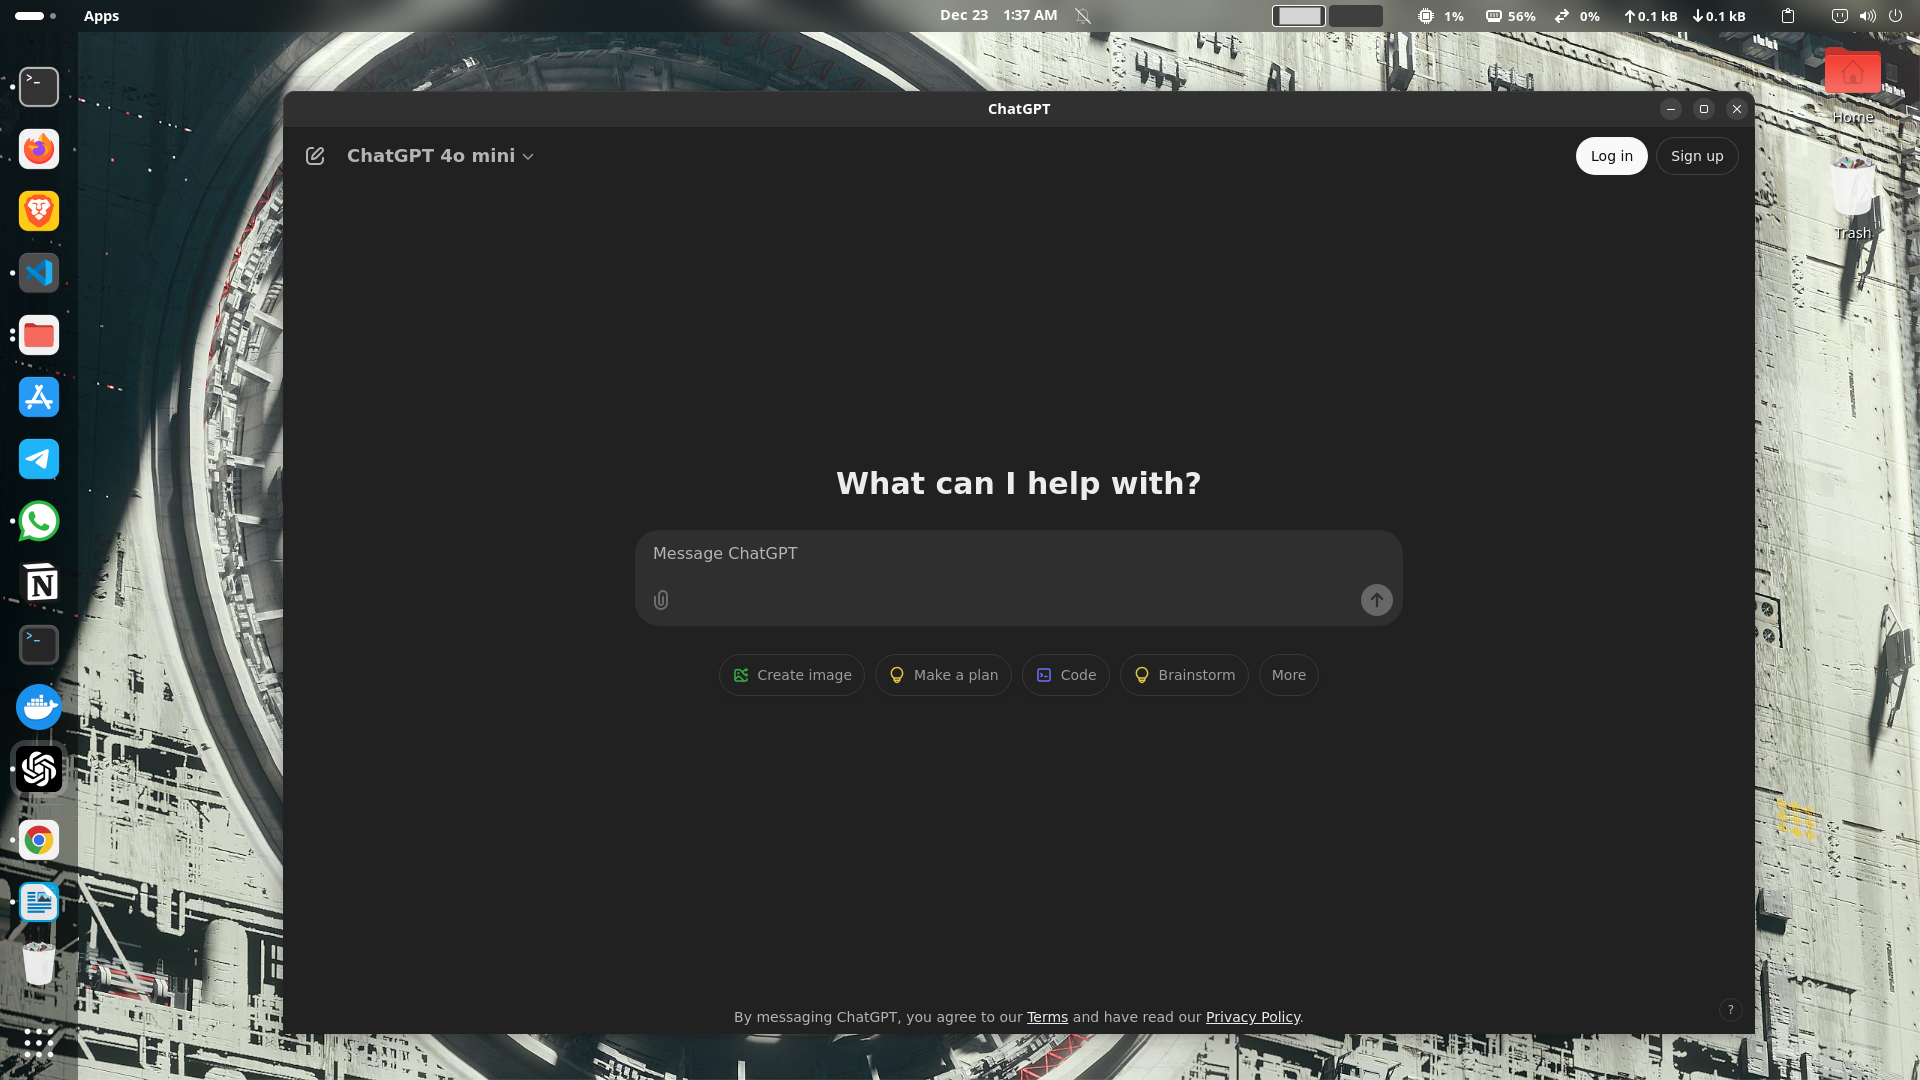 Apps
Dec 23 1:37 AM
1% 56% 0% 0.1 kB 0.1 kB
ChatGPT
Home
ChatGPT 4o mini
Log in
Sign up
Trash
What can I help with?
Message ChatGPT
Create image
Make a plan
Code
Brainstorm
More
By messaging ChatGPT, you agree to our Terms and have read our Privacy Policy.
?